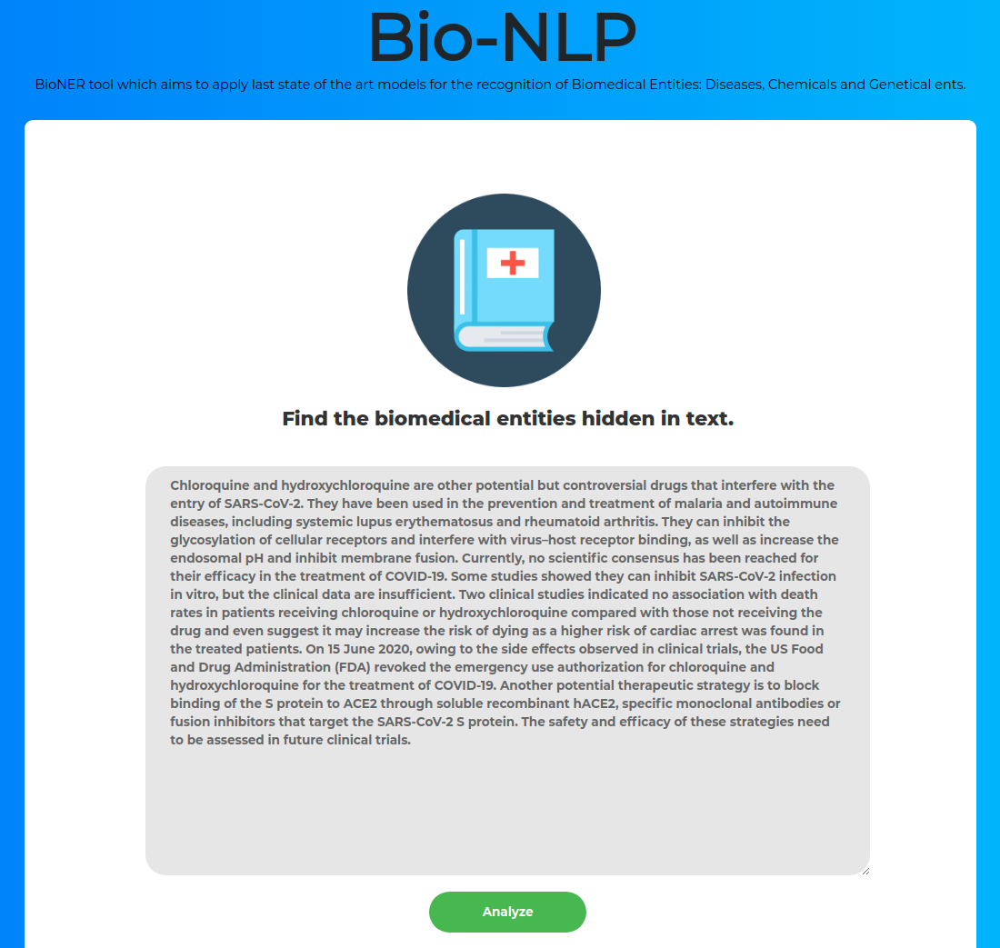 Bio-NLP
BioNER tool which aims to apply last state of the art models for the recognition of Biomedical Entities: Diseases, Chemicals and Genetical ents.
Find the biomedical entities hidden in text.
Chloroquine and hydroxychloroquine are other potential but controversial drugs that interfere with the
entry of SARS-CoV-2. They have been used in the prevention and treatment of malaria and autoimmune
diseases, including systemic lupus erythematosus and rheumatoid arthritis. They can inhibit the
glycosylation of cellular receptors and interfere with virus–host receptor binding, as well as increase the
endosomal pH and inhibit membrane fusion. Currently, no scientific consensus has been reached for
their efficacy in the treatment of COVID-19. Some studies showed they can inhibit SARS-CoV-2 infection
in vitro, but the clinical data are insufficient. Two clinical studies indicated no association with death
rates in patients receiving chloroquine or hydroxychloroquine compared with those not receiving the
drug and even suggest it may increase the risk of dying as a higher risk of cardiac arrest was found in
the treated patients. On 15 June 2020, owing to the side effects observed in clinical trials, the US Food
and Drug Administration (FDA) revoked the emergency use authorization for chloroquine and
hydroxychloroquine for the treatment of COVID-19. Another potential therapeutic strategy is to block
binding of the S protein to ACE2 through soluble recombinant hACE2, specific monoclonal antibodies or
fusion inhibitors that target the SARS-CoV-2 S protein. The safety and efficacy of these strategies need
to be assessed in future clinical trials.
Analyze